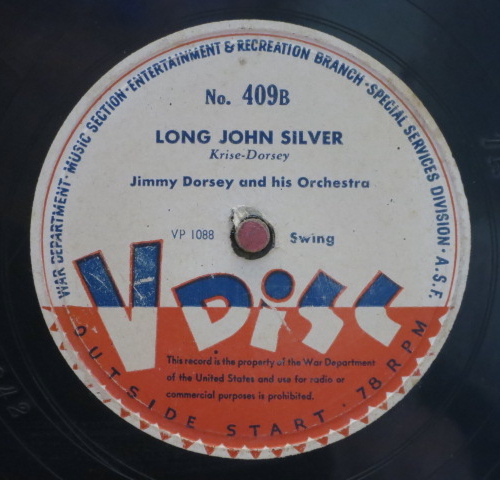 WAR DEPARTMENT · MUSIC SECTION · ENTERTAINMENT & RECREATION BRANCH · SPECIAL SERVICES DIVISION · A.S.F.
No. 409B
LONG JOHN SILVER
Krise-Dorsey
Jimmy Dorsey and his Orchestra
VP 1088 Swing
V DISC
This record is the property of the War Department
of the United States and use for radio or
commercial purposes is prohibited.
OUTSIDE START · 78 RPM